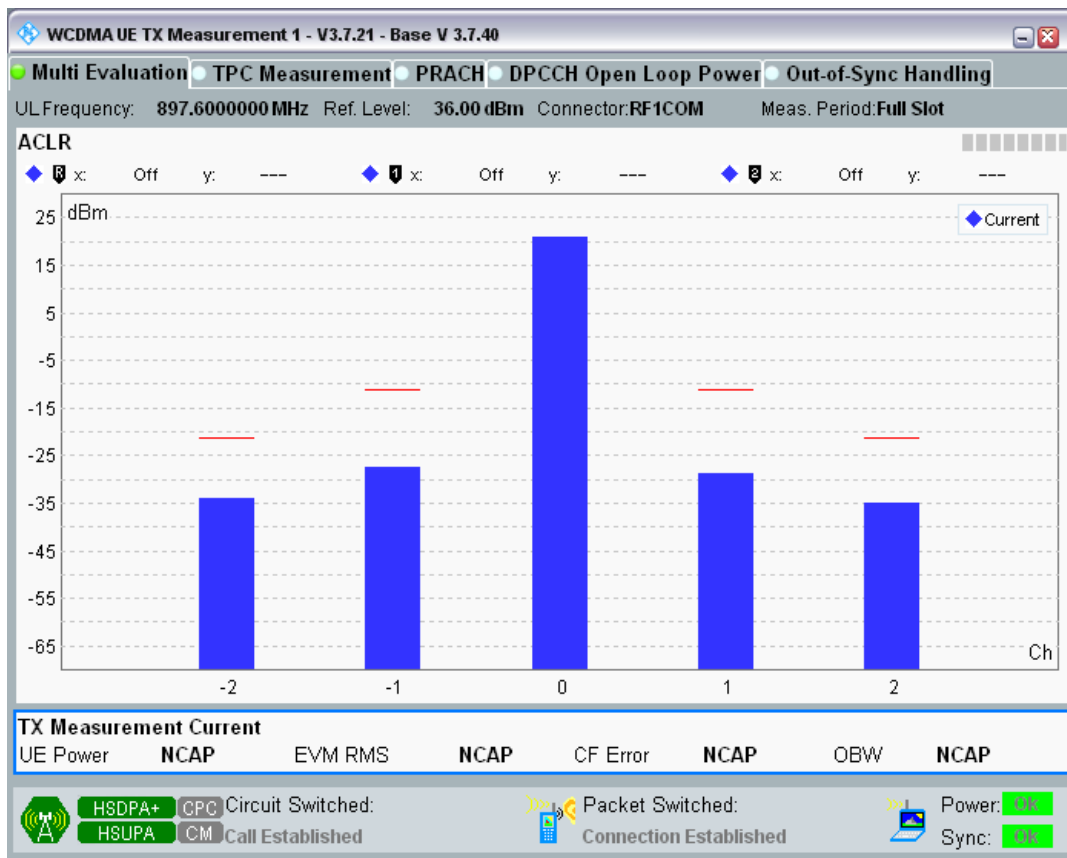 WCDMA UE TX Measurement 1 - V3.7.21 - Base V 3.7.40
Multi Evaluation TPC Measurement PRACH DPCCH Open Loop Power Out-of-Sync Handling
UL Frequency: 897.6000000 MHz Ref. Level: 36.00 dBm Connector:RF1COM Meas. Period:Full Slot
ACLR
R x: Off y: --- 1 x: Off y: --- 2 x: Off y: ---
dBm
Current
25
15
5
-5
-15
-25
-35
-45
-55
-65
Ch
-2 -1 0 1 2
TX Measurement Current
UE Power NCAP EVM RMS NCAP CF Error NCAP OBW NCAP
HSDPA+ CPC Circuit Switched: Packet Switched: Power: Ok
HSUPA CM Call Established Connection Established Sync: Ok